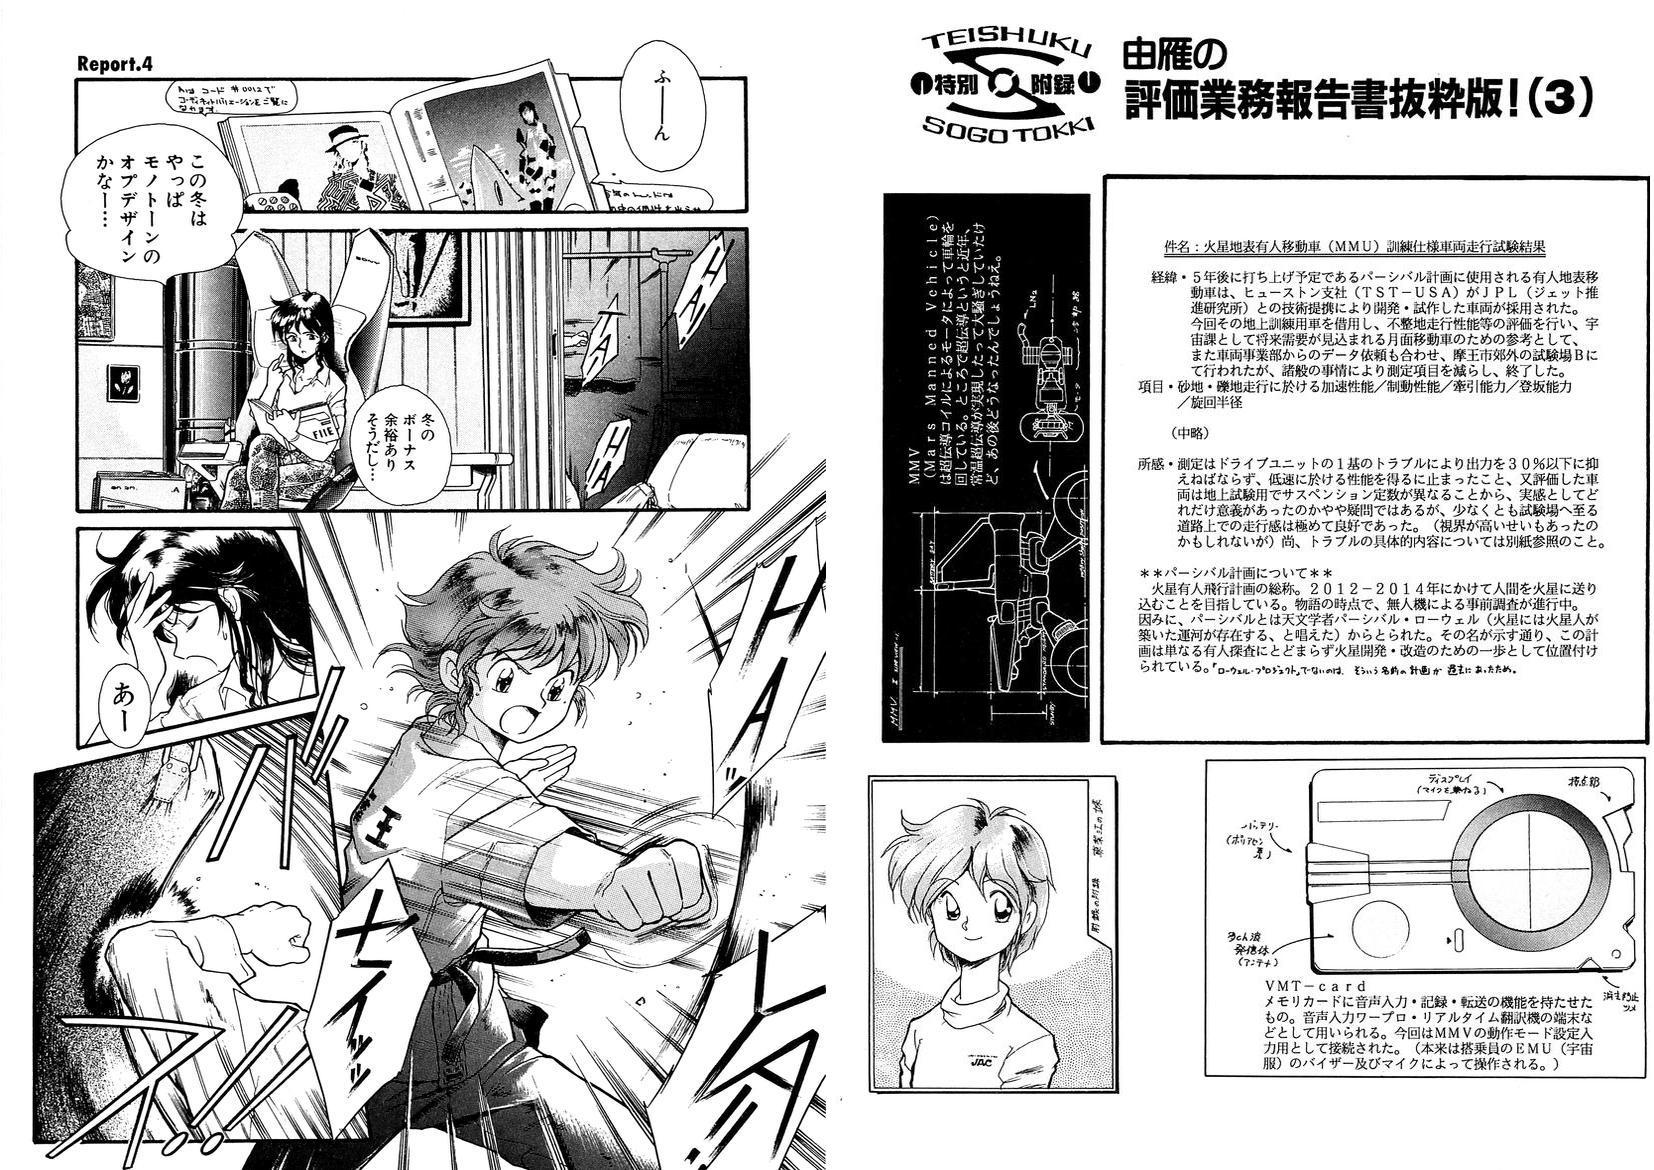 TEISHUKU
特別
附録
SOGO TOKKI
由雁の
評価業務報告書抜粋版!(3)
件名：火星地表有人移動車（MMU）訓練仕様車両走行試験結果
経緯・５年後に打ち上げ予定であるパーシバル計画に使用される有人地表移
動車は、ヒューストン支社（TST－USA）がJPL（ジェット推
進研究所）との技術提携により開発・試作した車両が採用された。
今回その地上訓練用車を借用し、不整地走行性能等の評価を行い、宇
宙課として将来需要が見込まれる月面移動車のための参考として、
また車両事業部からのデータ依頼も合わせ、摩王市郊外の試験場Bに
て行われたが、諸般の事情により測定項目を減らし、終了した。
項目・砂地・礫地走行に於ける加速性能／制動性能／牽引能力／登坂能力
／旋回半径
（中略）
所感・測定はドライブユニットの１基のトラブルにより出力を３０％以下に抑
えねばならず、低速に於ける性能を得るに止まったこと、又評価した車
両は地上試験用でサスペンション定数が異なることから、実感としてど
れだけ意義があったのかやや疑問ではあるが、少なくとも試験場へ至る
道路上での走行感は極めて良好であった。（視界が高いせいもあったの
かもしれないが）尚、トラブルの具体的内容については別紙参照のこと。
＊＊パーシバル計画について＊＊
火星有人飛行計画の総称。２０１２－２０１４年にかけて人間を火星に送り
込むことを目指している。物語の時点で、無人機による事前調査が進行中。
因みに、パーシバルとは天文学者パーシバル・ローウェル（火星には火星人が
築いた運河が存在する、と唱えた）からとられた。その名が示す通り、この計
画は単なる有人探査にとどまらず火星開発・改造のための一歩として位置付け
られている。「ローウェル・プロジェクト」でないのは、そういう名前の計画が過去にあったため。
MMV
（Mars Manned Vehicle）
は超伝導コイルによるモータによって車輪を
回している。ところで超伝導というと近年、
常温超伝導が実現したって大騒ぎしていたけ
ど、あの後どうなったんでしょうねえ。
LN₂
MMV
JAC
ディスプレイ
（マイクを兼ねる）
接点部
バッテリー
発信体
（アンテナ）
VMT－card
メモリカードに音声入力・記録・転送の機能を持たせた
もの。音声入力ワープロ・リアルタイム翻訳機の端末な
どとして用いられる。今回はMMVの動作モード設定入
力用として接続された。（本来は搭乗員のEMU（宇宙
服）のバイザー及びマイクによって操作される。）
Report.4
ふーーん
この冬は
やっぱ
モノトーンの
オプデザイン
かなー…
冬の
ボーナス
余裕あり
そうだし…
FILE
HA!
TA!
HA!
HA
あー
HA"
王
メイッ
YA!!